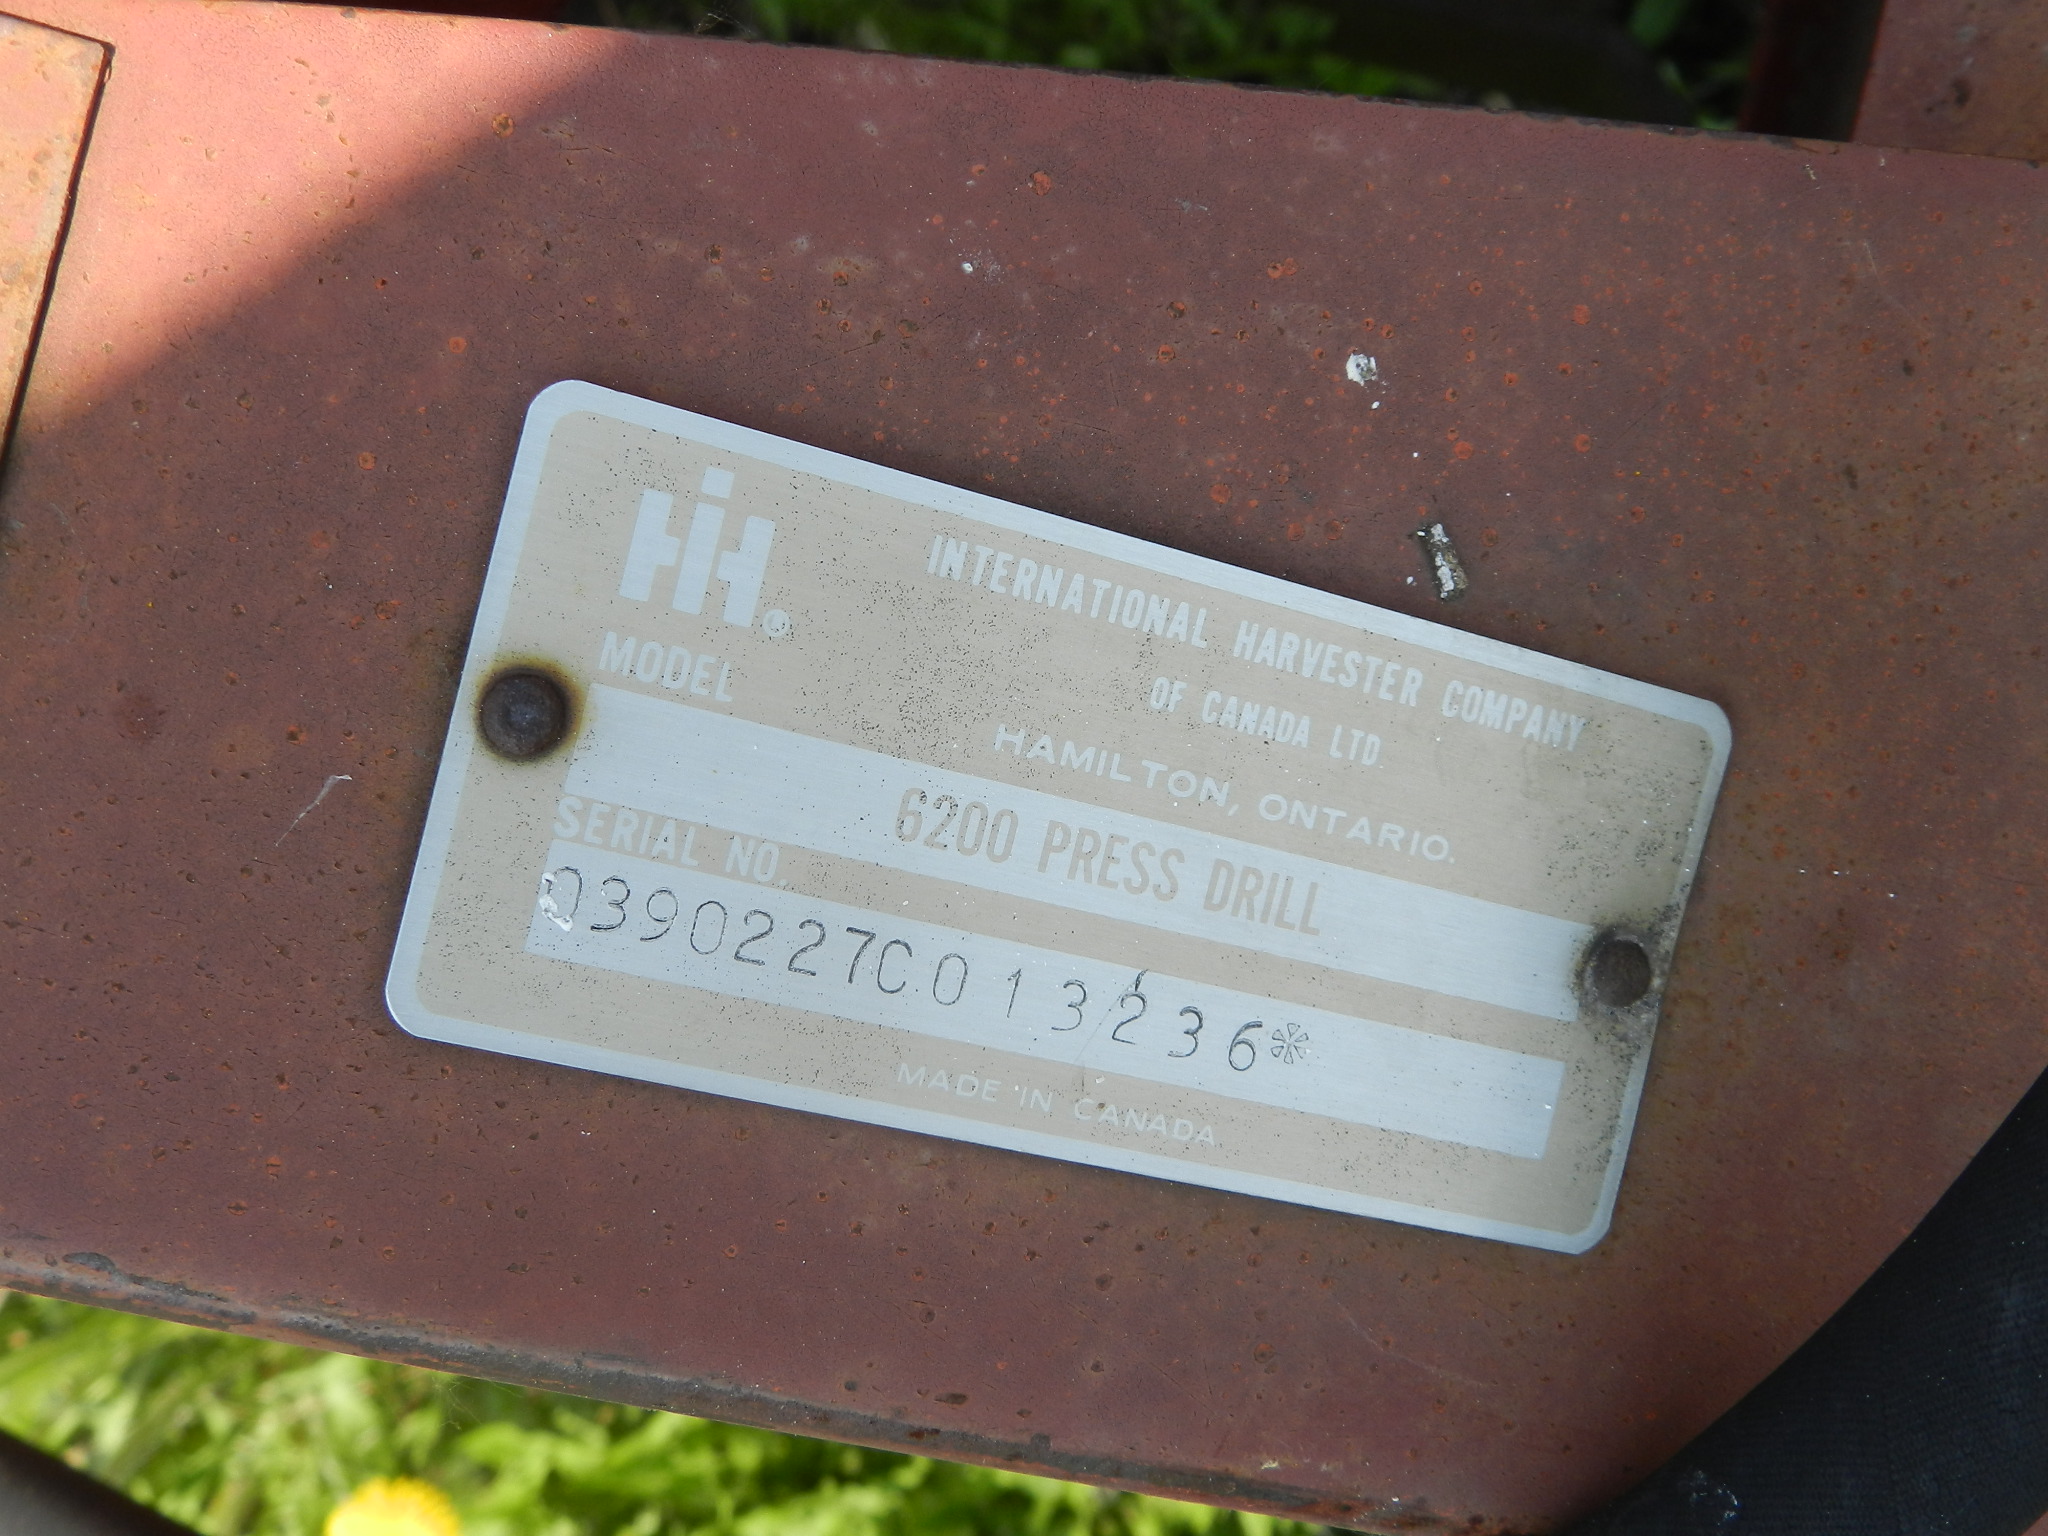 IH®
INTERNATIONAL HARVESTER COMPANY
OF CANADA LTD.
HAMILTON, ONTARIO.
MODEL
6200 PRESS DRILL
SERIAL NO.
0390227C013236*
MADE IN CANADA